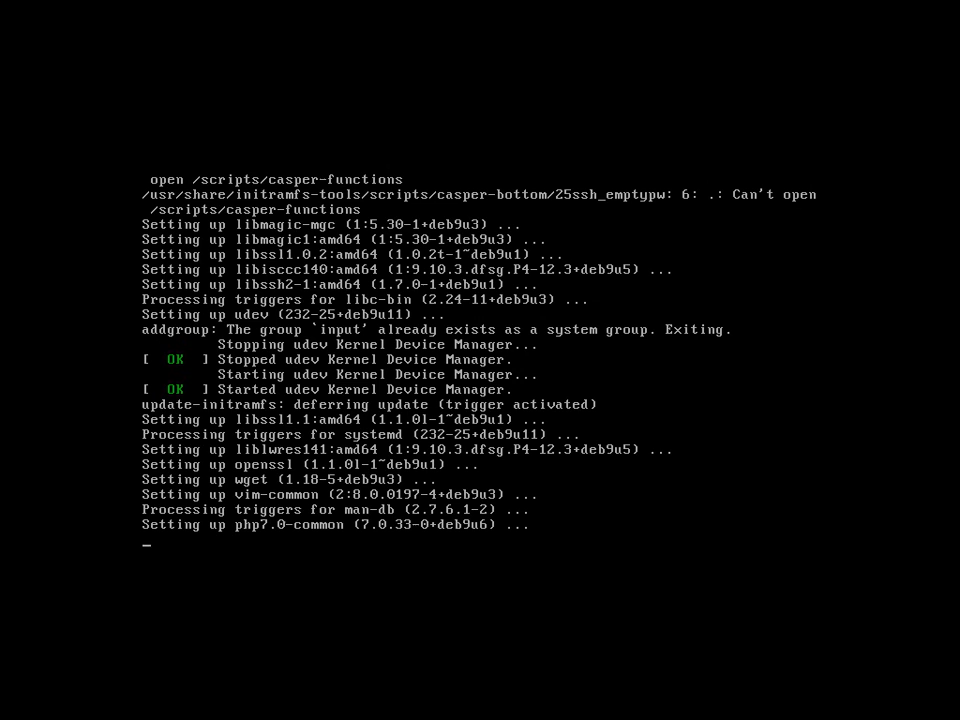 open /scripts/casper-functions
/usr/share/initramfs-tools/scripts/casper-bottom/25ssh_emptypw: 6: .: Can't open
/scripts/casper-functions
Setting up libmagic-mgc (1:5.30-1+deb9u3) ...
Setting up libmagic1:amd64 (1:5.30-1+deb9u3) ...
Setting up libssl1.0.2:amd64 (1.0.2t-1~deb9u1) ...
Setting up libisccc140:amd64 (1:9.10.3.dfsg.P4-12.3+deb9u5) ...
Setting up libssh2-1:amd64 (1.7.0-1+deb9u1) ...
Processing triggers for libc-bin (2.24-11+deb9u3) ...
Setting up udev (232-25+deb9u11) ...
addgroup: The group `input' already exists as a system group. Exiting.
Stopping udev Kernel Device Manager...
[  OK  ] Stopped udev Kernel Device Manager.
Starting udev Kernel Device Manager...
[  OK  ] Started udev Kernel Device Manager.
update-initramfs: deferring update (trigger activated)
Setting up libssl1.1:amd64 (1.1.0l-1~deb9u1) ...
Processing triggers for systemd (232-25+deb9u11) ...
Setting up liblwres141:amd64 (1:9.10.3.dfsg.P4-12.3+deb9u5) ...
Setting up openssl (1.1.0l-1~deb9u1) ...
Setting up wget (1.18-5+deb9u3) ...
Setting up vim-common (2:8.0.0197-4+deb9u3) ...
Processing triggers for man-db (2.7.6.1-2) ...
Setting up php7.0-common (7.0.33-0+deb9u6) ...